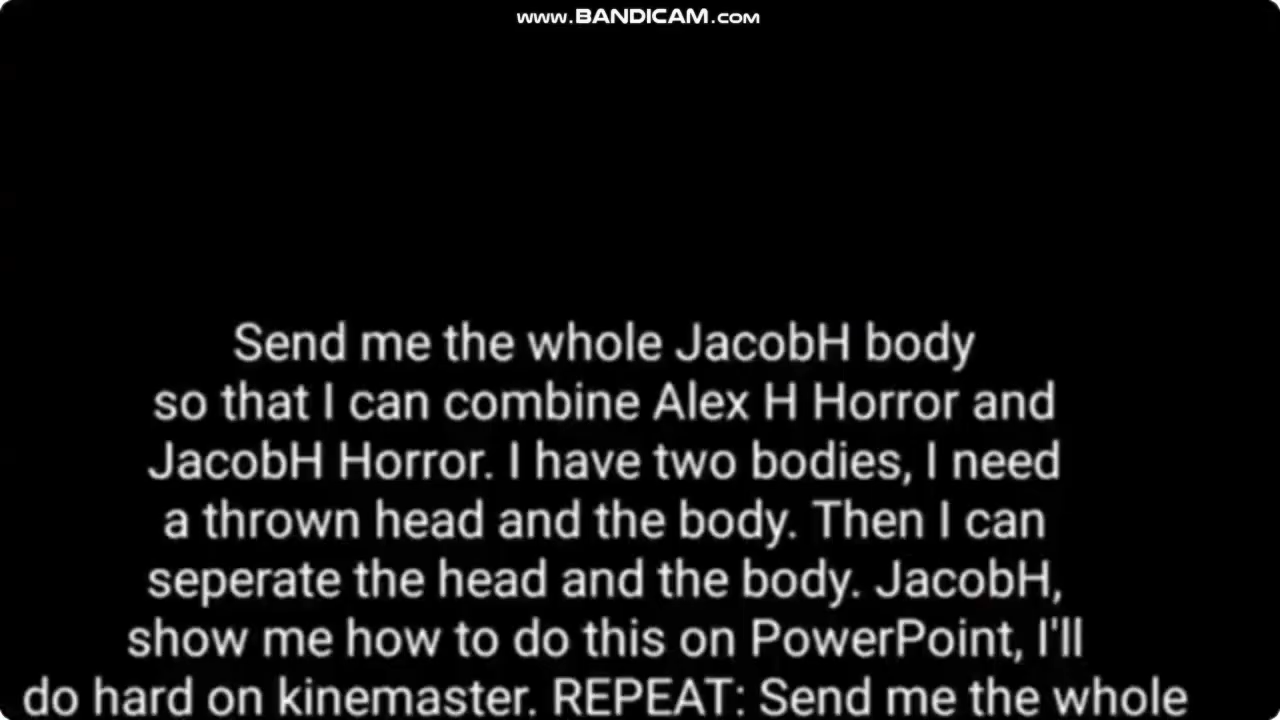 www.BANDICAM.com
Send me the whole JacobH body
so that I can combine Alex H Horror and
JacobH Horror. I have two bodies, I need
a thrown head and the body. Then I can
seperate the head and the body. JacobH,
show me how to do this on PowerPoint, I'll
do hard on kinemaster. REPEAT: Send me the whole